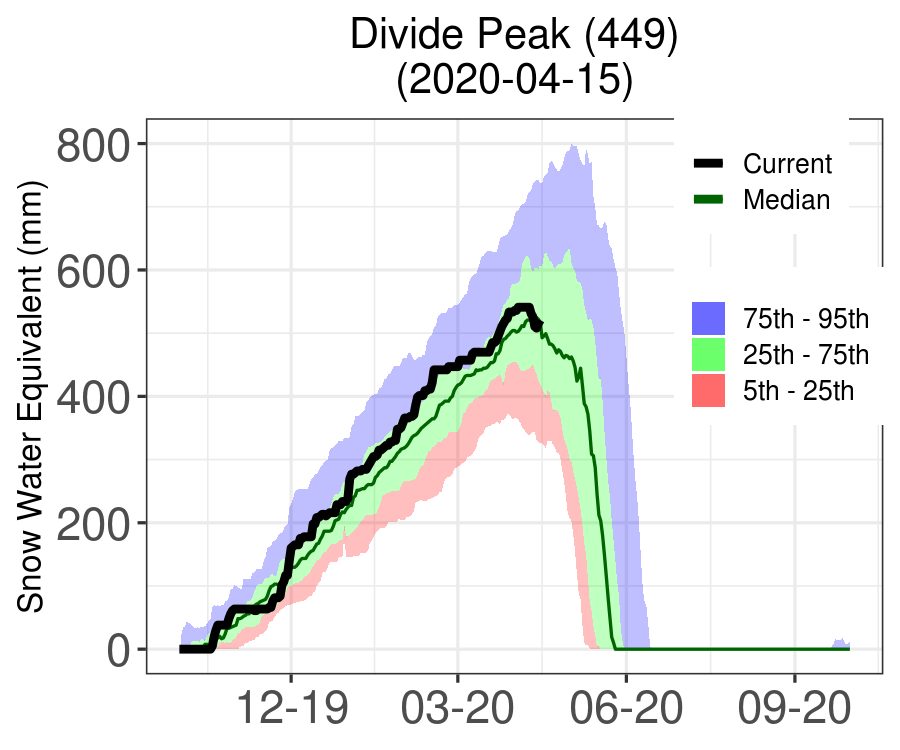 Divide Peak (449)
(2020-04-15)
Snow Water Equivalent (mm)
800
600
400
200
0
12-19
03-20
06-20
09-20
Current
Median
75th - 95th
25th - 75th
5th - 25th